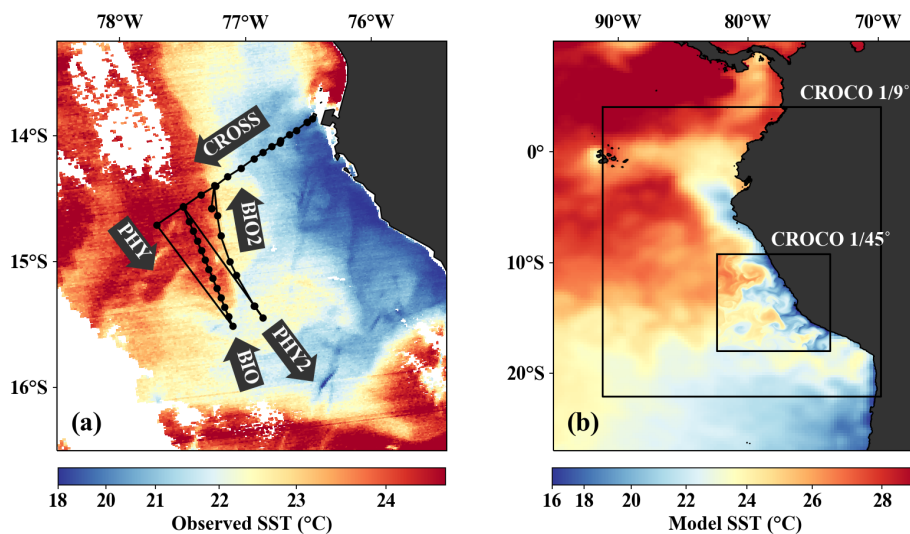 78°W 77°W 76°W
14°S
15°S
16°S
CROSS
PHY
BIO2
BIO
PHY2
(a)
18 20 21 22 23 24
Observed SST (°C)
90°W 80°W 70°W
0°
10°S
20°S
CROCO 1/9°
CROCO 1/45°
(b)
16 18 20 22 24 26 28
Model SST (°C)